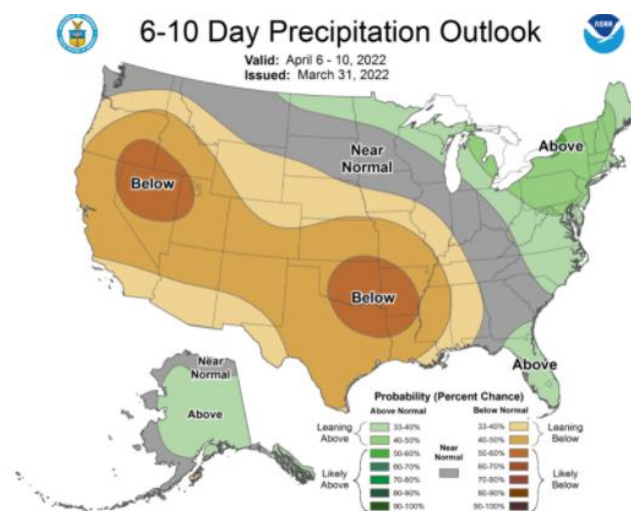 6-10 Day Precipitation Outlook
NOAA
Valid: April 6 - 10, 2022
Issued: March 31, 2022
Near
Normal
Above
Below
Below
Above
Near
Normal
Above
Probability (Percent Chance)
Above Normal
Below Normal
Leaning
Above
33-40%
40-50%
Likely
Above
50-60%
60-70%
70-80%
80-90%
90-100%
Near
Normal
33-40%
40-50%
Leaning
Below
50-60%
60-70%
70-80%
80-90%
90-100%
Likely
Below